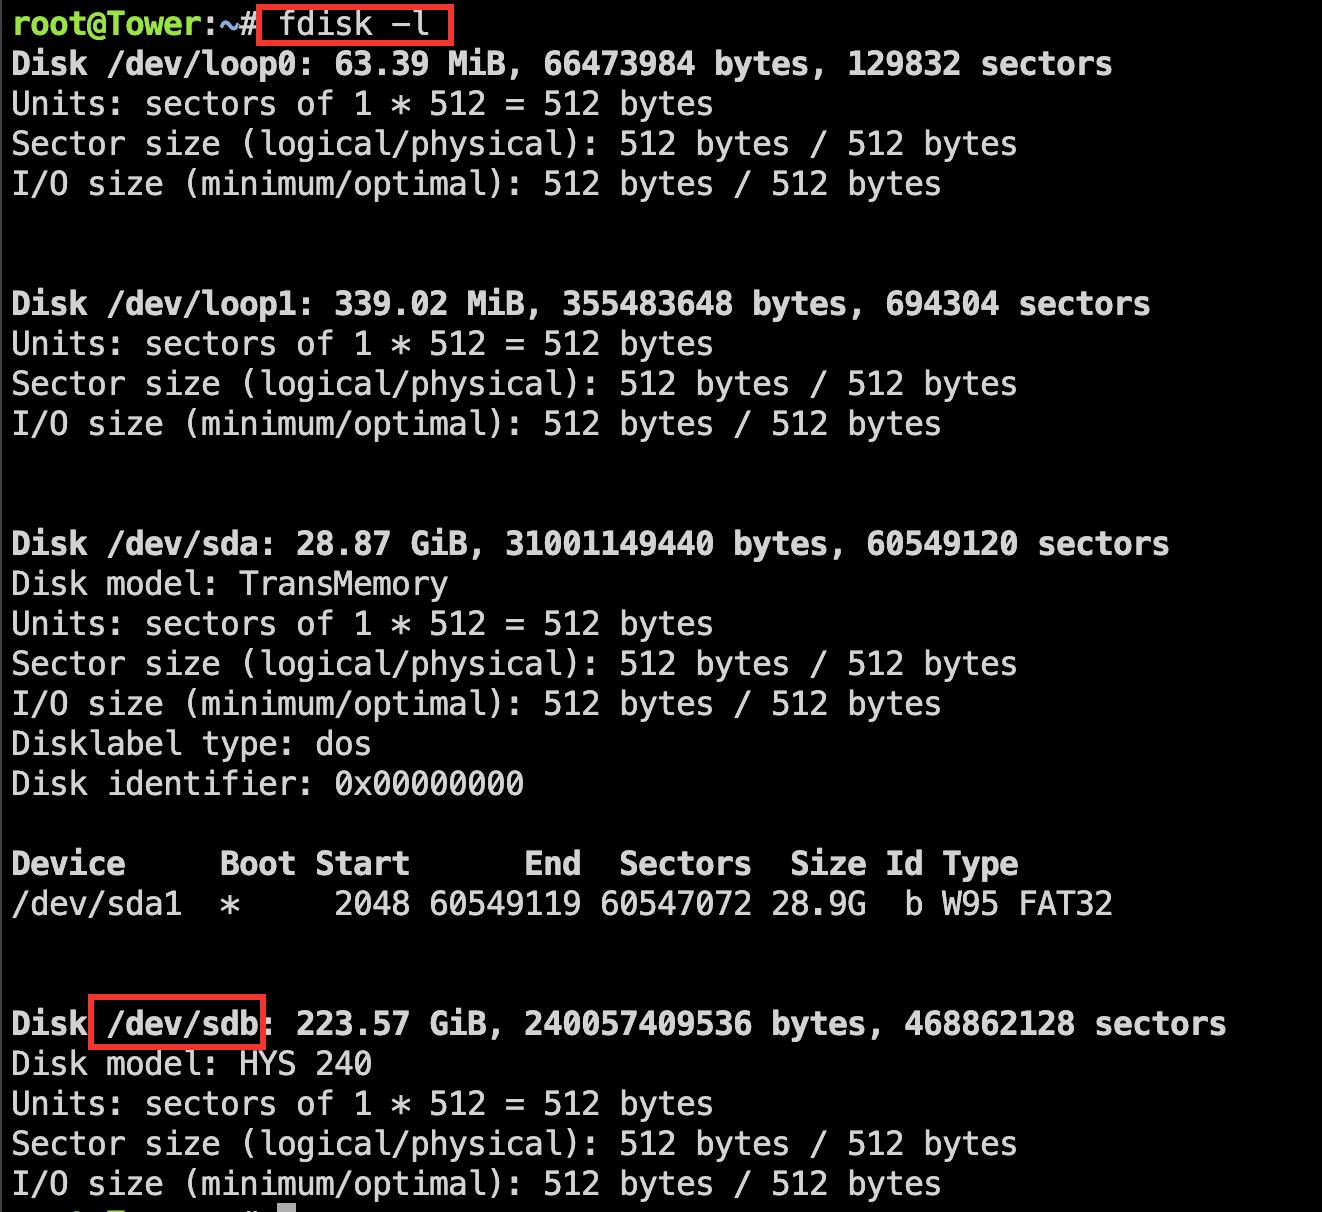 root@Tower:~# fdisk -l
Disk /dev/loop0: 63.39 MiB, 66473984 bytes, 129832 sectors
Units: sectors of 1 * 512 = 512 bytes
Sector size (logical/physical): 512 bytes / 512 bytes
I/O size (minimum/optimal): 512 bytes / 512 bytes
Disk /dev/loop1: 339.02 MiB, 355483648 bytes, 694304 sectors
Units: sectors of 1 * 512 = 512 bytes
Sector size (logical/physical): 512 bytes / 512 bytes
I/O size (minimum/optimal): 512 bytes / 512 bytes
Disk /dev/sda: 28.87 GiB, 31001149440 bytes, 60549120 sectors
Disk model: TransMemory
Units: sectors of 1 * 512 = 512 bytes
Sector size (logical/physical): 512 bytes / 512 bytes
I/O size (minimum/optimal): 512 bytes / 512 bytes
Disklabel type: dos
Disk identifier: 0x00000000
Device     Boot Start      End  Sectors  Size Id Type
/dev/sda1  *     2048 60549119 60547072 28.9G  b W95 FAT32
Disk /dev/sdb: 223.57 GiB, 240057409536 bytes, 468862128 sectors
Disk model: HYS 240
Units: sectors of 1 * 512 = 512 bytes
Sector size (logical/physical): 512 bytes / 512 bytes
I/O size (minimum/optimal): 512 bytes / 512 bytes